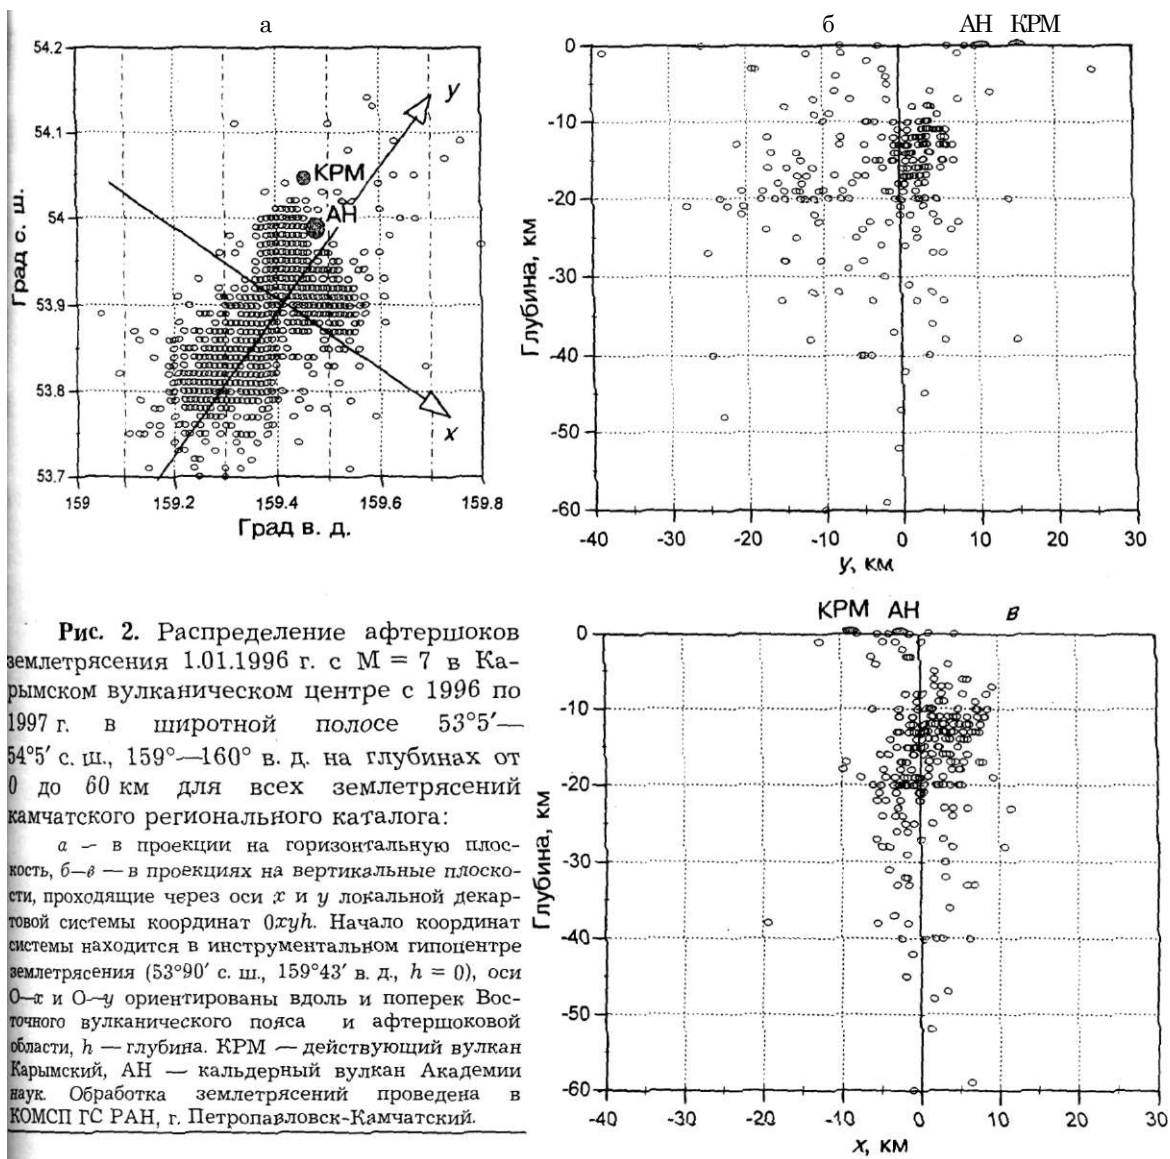 а
54.2
54.1
54
53.9
53.8
53.7
Град с. ш.
КРМ
АН
y
x
159
159.2
159.4
159.6
159.8
Град в. д.
б
АН КРМ
0
-10
-20
-30
-40
-50
-60
Глубина, км
-40 -30 -20 -10 0 10 20 30
y, км
Рис. 2. Распределение афтершоков
землетрясения 1.01.1996 г. с М = 7 в Ка-
рымском вулканическом центре с 1996 по
1997 г. в широтной полосе 53°5′—
54°5′ с. ш., 159°—160° в. д. на глубинах от
0 до 60 км для всех землетрясений
камчатского регионального каталога:
а — в проекции на горизонтальную плос-
кость, б—в — в проекциях на вертикальные плоско-
сти, проходящие через оси x и y локальной декар-
товой системы координат 0xyh. Начало координат
системы находится в инструментальном гипоцентре
землетрясения (53°90′ с. ш., 159°43′ в. д., h = 0), оси
О—x и О—y ориентированы вдоль и поперек Вос-
точного вулканического пояса и афтершоковой
области, h — глубина. КРМ — действующий вулкан
Карымский, АН — кальдерный вулкан Академии
наук. Обработка землетрясений проведена в
КОМСП ГС РАН, г. Петропавловск-Камчатский.
КРМ АН
в
0
-10
-20
-30
-40
-50
-60
Глубина, км
-40 -30 -20 -10 0 10 20 30
x, км